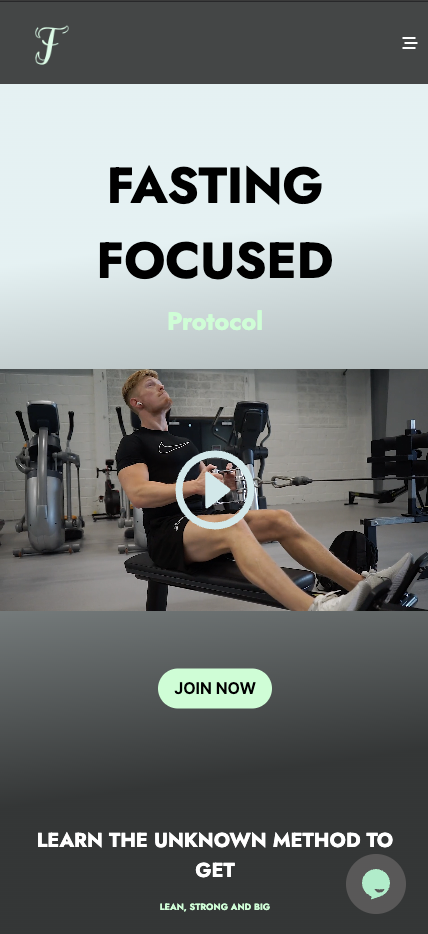 F
FASTING
FOCUSED
Protocol
JOIN NOW
LEARN THE UNKNOWN METHOD TO
GET
LEAN, STRONG AND BIG